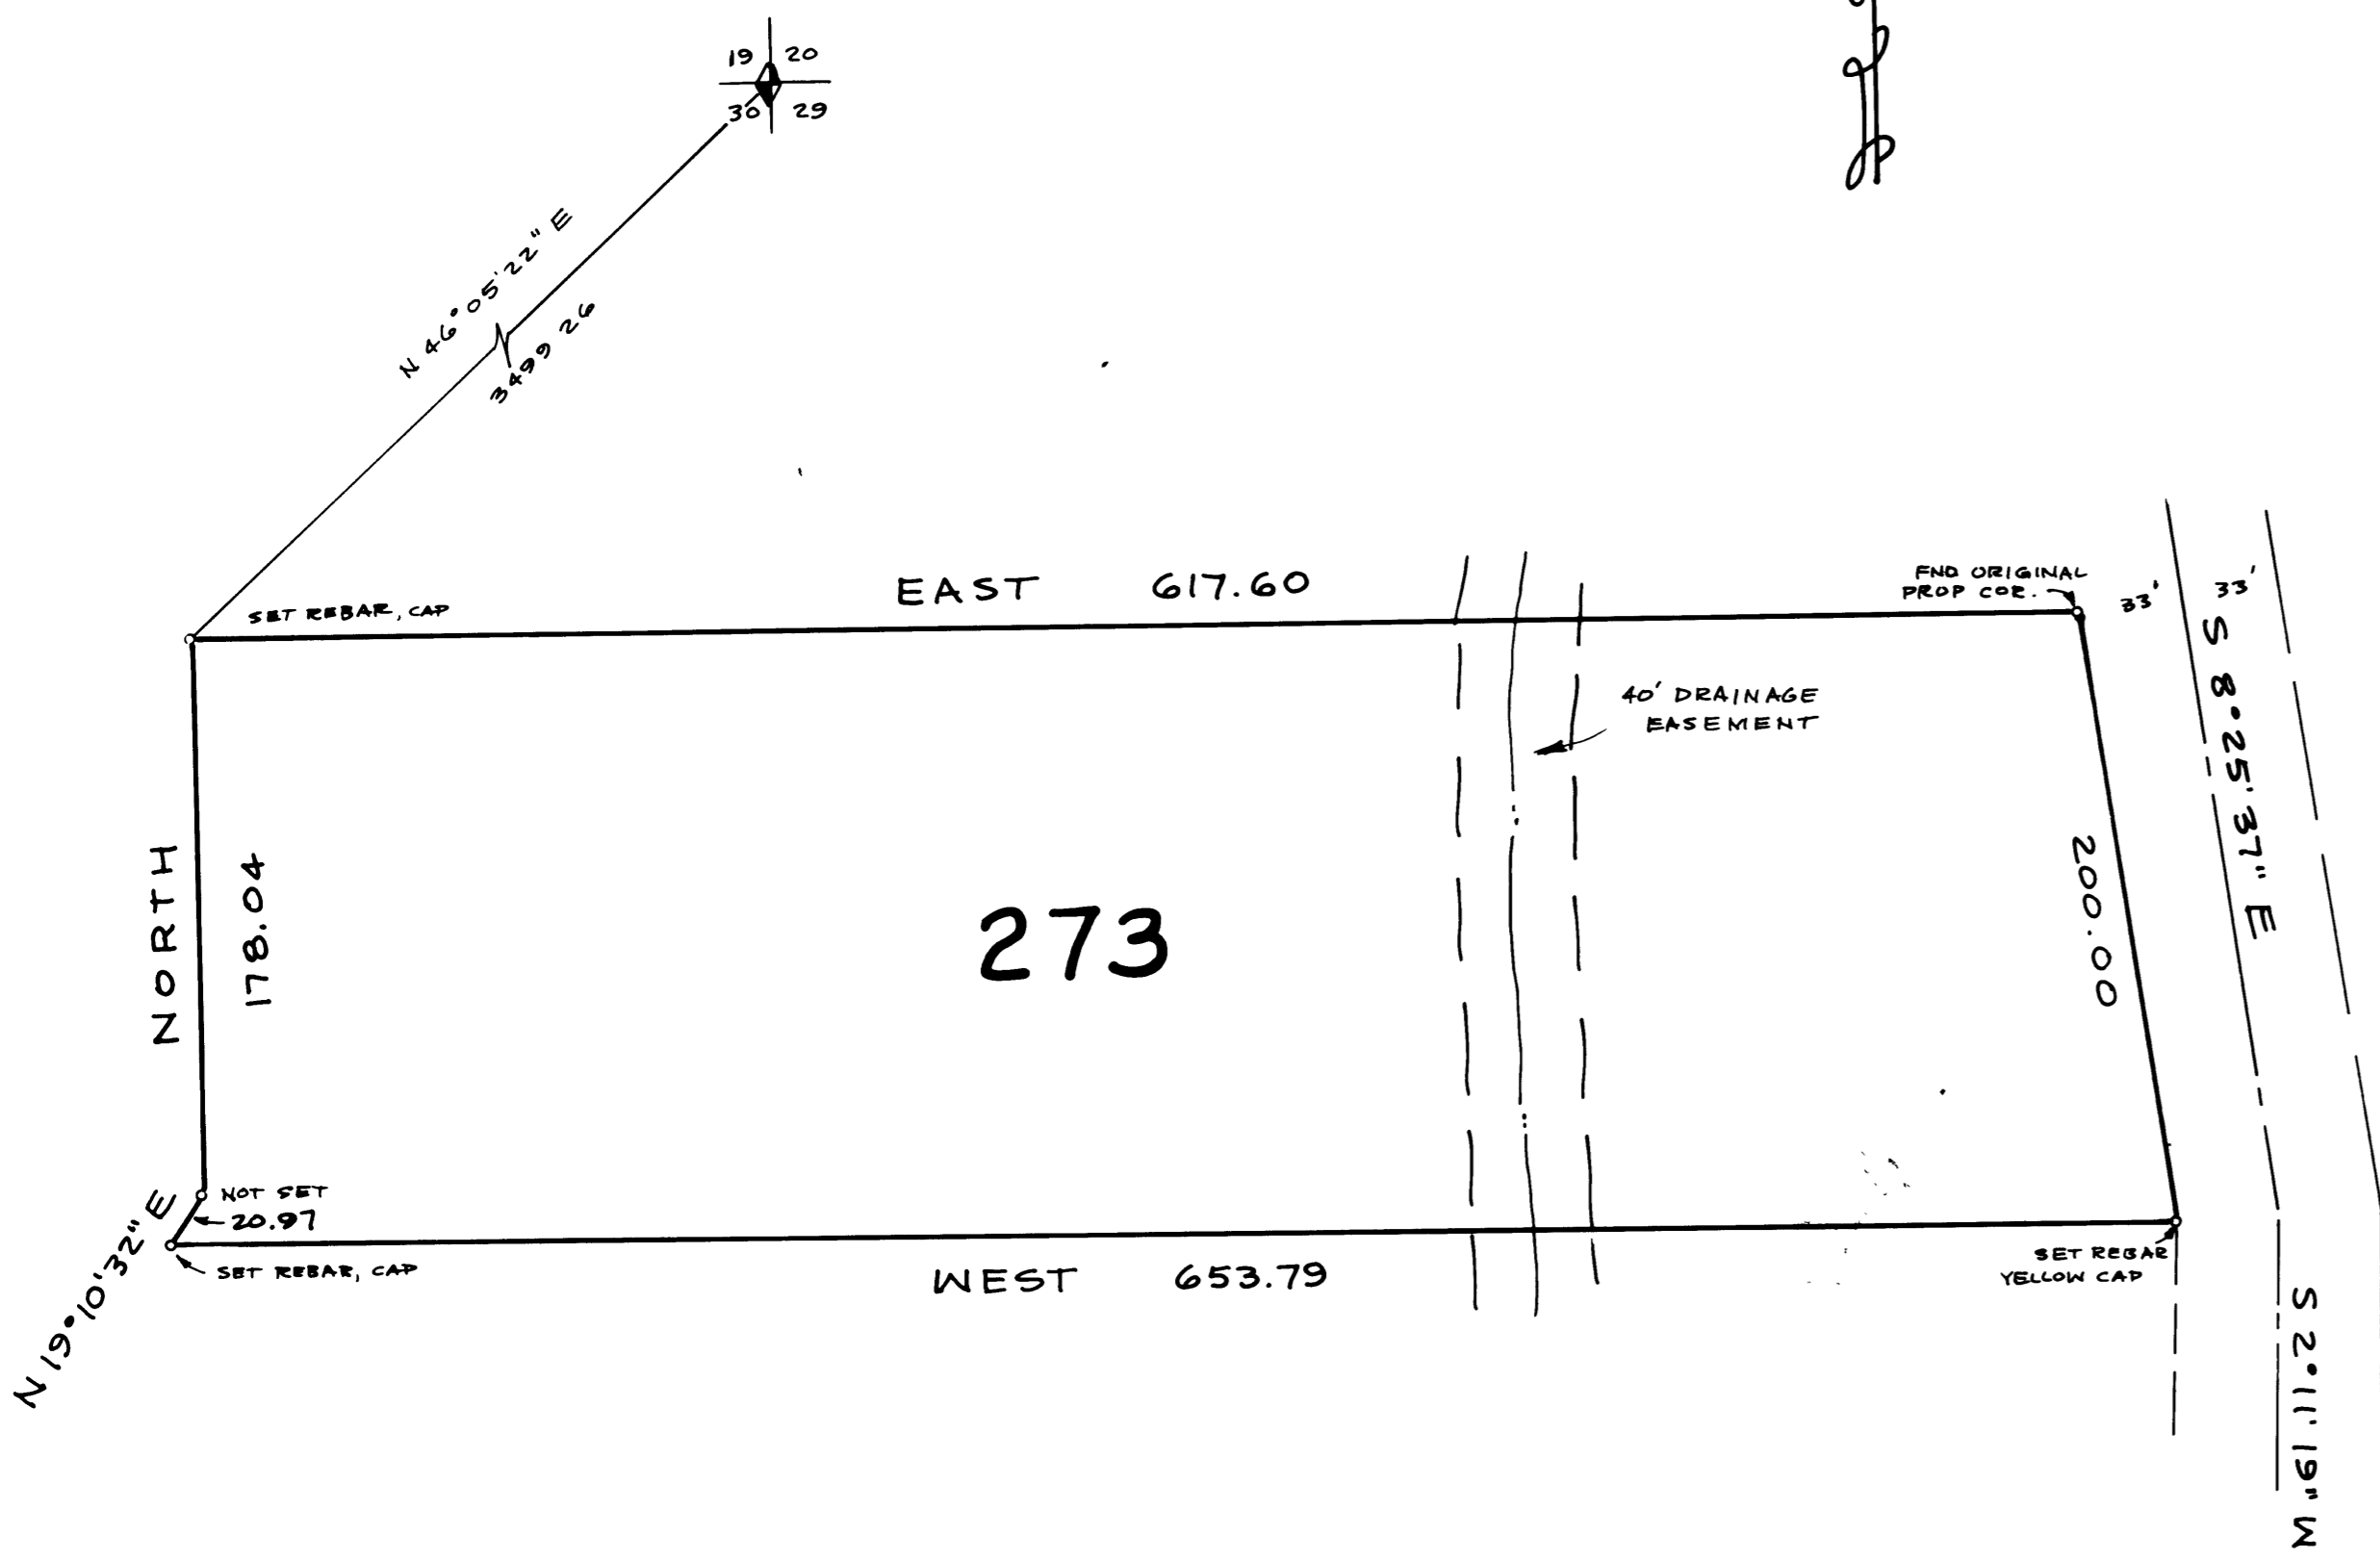 19 20
30 29
N 46°05'22" E
3499 26
EAST 617.60
SET REBAR, CAP
FND ORIGINAL
PROP COR.
33'
33'
S 8°25'37" E
40' DRAINAGE
EASEMENT
NORTH
178.04
273
200.00
NOT SET
20.97
N 19°10'32" E
SET REBAR, CAP
WEST 653.79
SET REBAR
YELLOW CAP
S 2°11'19" W